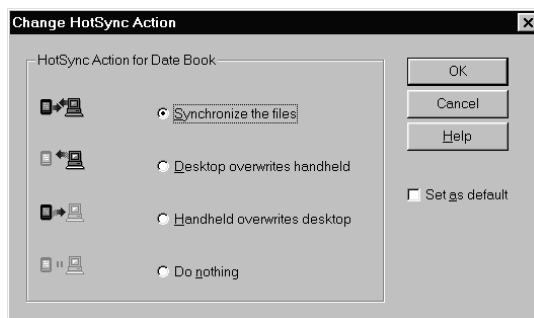 Change HotSync Action
HotSync Action for Date Book
Synchronize the files
Desktop overwrites handheld
Handheld overwrites desktop
Do nothing
OK
Cancel
Help
Set as default